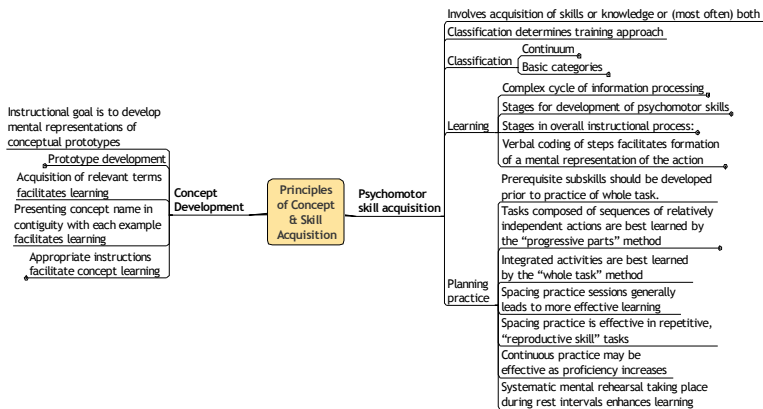 Instructional goal is to develop
mental representations of
conceptual prototypes
Prototype development
Acquisition of relevant terms
facilitates learning
Presenting concept name in
contiguity with each example
facilitates learning
Appropriate instructions
facilitate concept learning
Concept
Development
Principles
of Concept
& Skill
Acquisition
Psychomotor
skill acquisition
Involves acquisition of skills or knowledge or (most often) both
Classification determines training approach
Classification
Continuum
Basic categories
Learning
Complex cycle of information processing
Stages for development of psychomotor skills
Stages in overall instructional process:
Verbal coding of steps facilitates formation
of a mental representation of the action
Planning
practice
Prerequisite subskills should be developed
prior to practice of whole task.
Tasks composed of sequences of relatively
independent actions are best learned by
the “progressive parts” method
Integrated activities are best learned
by the “whole task” method
Spacing practice sessions generally
leads to more effective learning
Spacing practice is effective in repetitive,
“reproductive skill” tasks
Continuous practice may be
effective as proficiency increases
Systematic mental rehearsal taking place
during rest intervals enhances learning